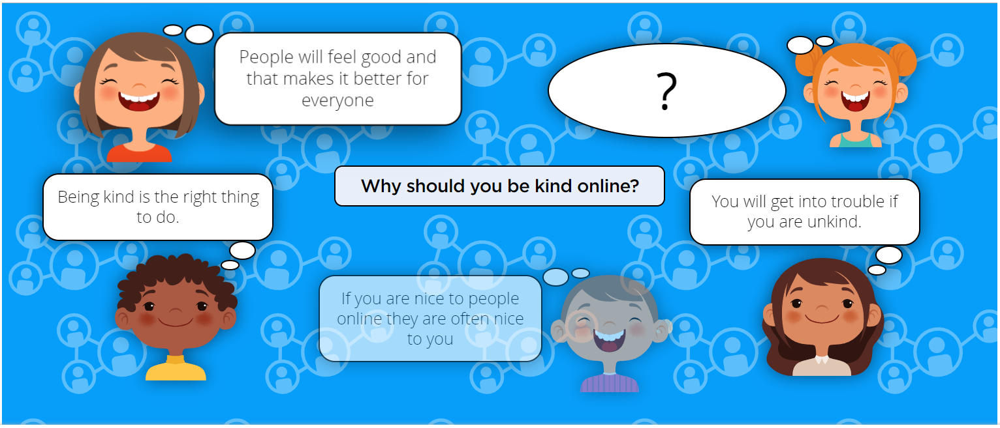 People will feel good and
that makes it better for
everyone
?
Why should you be kind online?
Being kind is the right thing
to do.
You will get into trouble if
you are unkind.
If you are nice to people
online they are often nice
to you